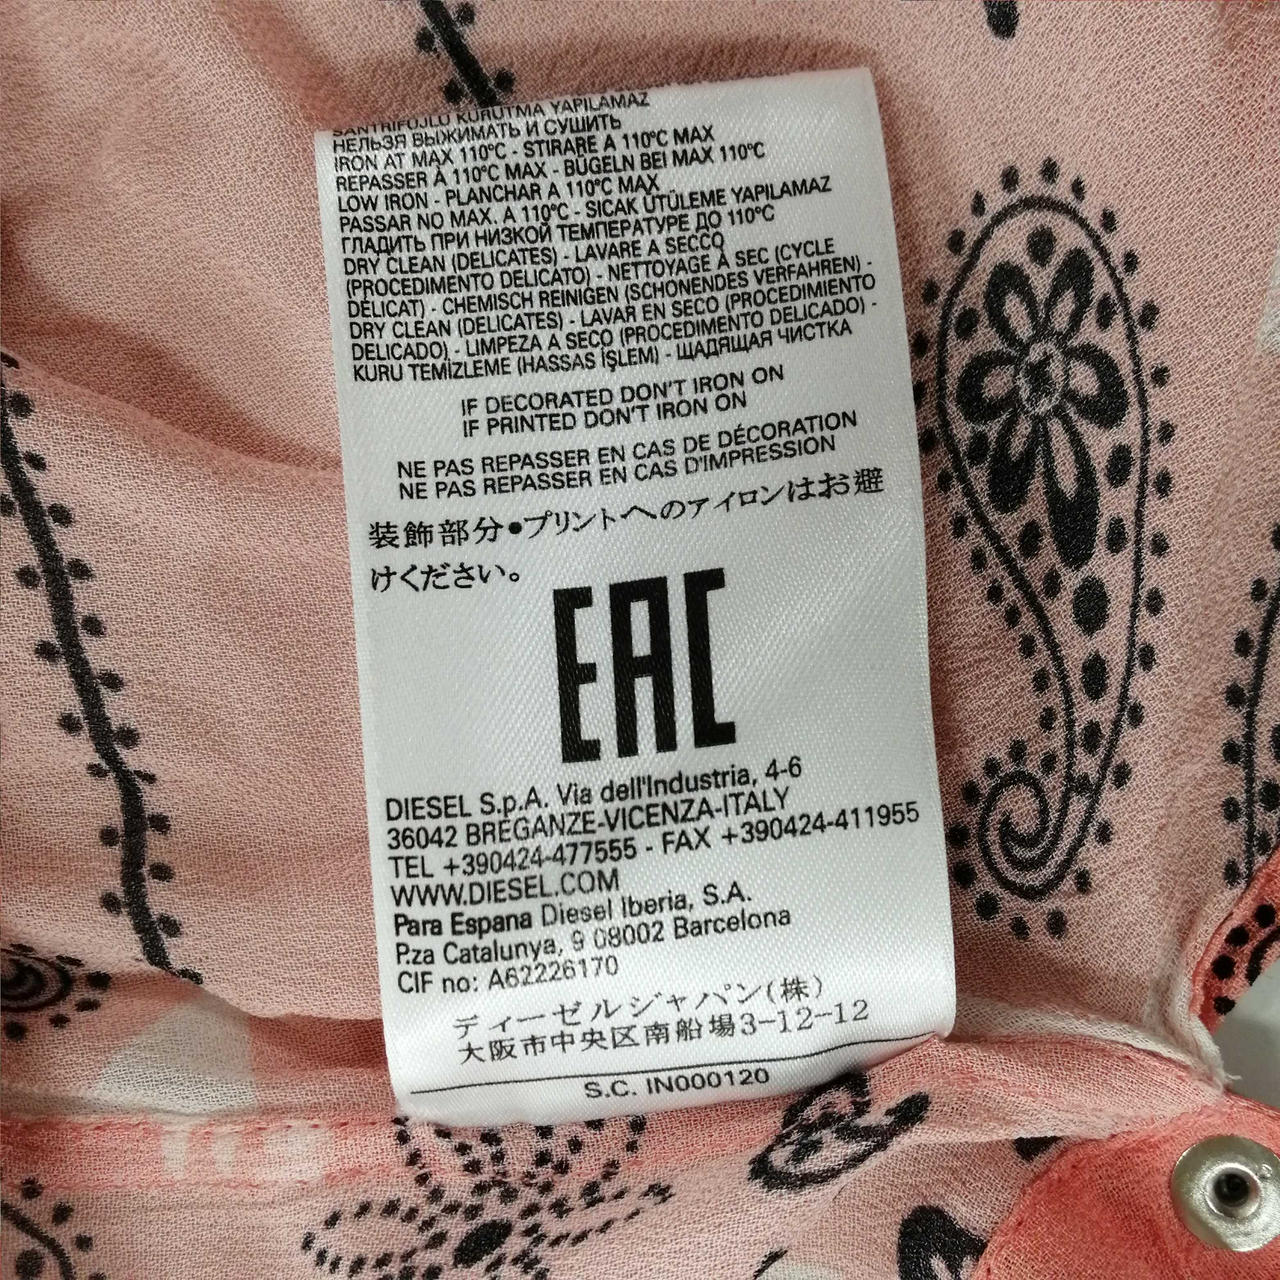 SANTRIFÜJLÜ KURUTMA YAPILAMAZ
НЕЛЬЗЯ ВЫЖИМАТЬ И СУШИТЬ
IRON AT MAX 110°C - STIRARE A 110°C MAX
REPASSER À 110°C MAX - BÜGELN BEI MAX 110°C
LOW IRON - PLANCHAR A 110°C MAX
PASSAR NO MAX. A 110°C - SICAK ÜTÜLEME YAPILAMAZ
ГЛАДИТЬ ПРИ НИЗКОЙ ТЕМПЕРАТУРЕ ДО 110°C
DRY CLEAN (DELICATES) - LAVARE A SECCO
(PROCEDIMENTO DELICATO) - NETTOYAGE À SEC (CYCLE
DÉLICAT) - CHEMISCH REINIGEN (SCHONENDES VERFAHREN) -
DRY CLEAN (DELICATES) - LAVAR EN SECO (PROCEDIMIENTO
DELICADO) - LIMPEZA A SECO (PROCEDIMENTO DELICADO) -
KURU TEMİZLEME (HASSAS İŞLEM) - ЩАДЯЩАЯ ЧИСТКА
IF DECORATED DON'T IRON ON
IF PRINTED DON'T IRON ON
NE PAS REPASSER EN CAS DE DÉCORATION
NE PAS REPASSER EN CAS D'IMPRESSION
装飾部分●プリントへのアイロンはお避
けください。
EAC
DIESEL S.p.A. Via dell'Industria, 4-6
36042 BREGANZE-VICENZA-ITALY
TEL +390424-477555 - FAX +390424-411955
WWW.DIESEL.COM
Para Espana Diesel Iberia, S.A.
P.za Catalunya, 9 08002 Barcelona
CIF no: A62226170
ディーゼルジャパン(株)
大阪市中央区南船場3-12-12
S.C. IN000120